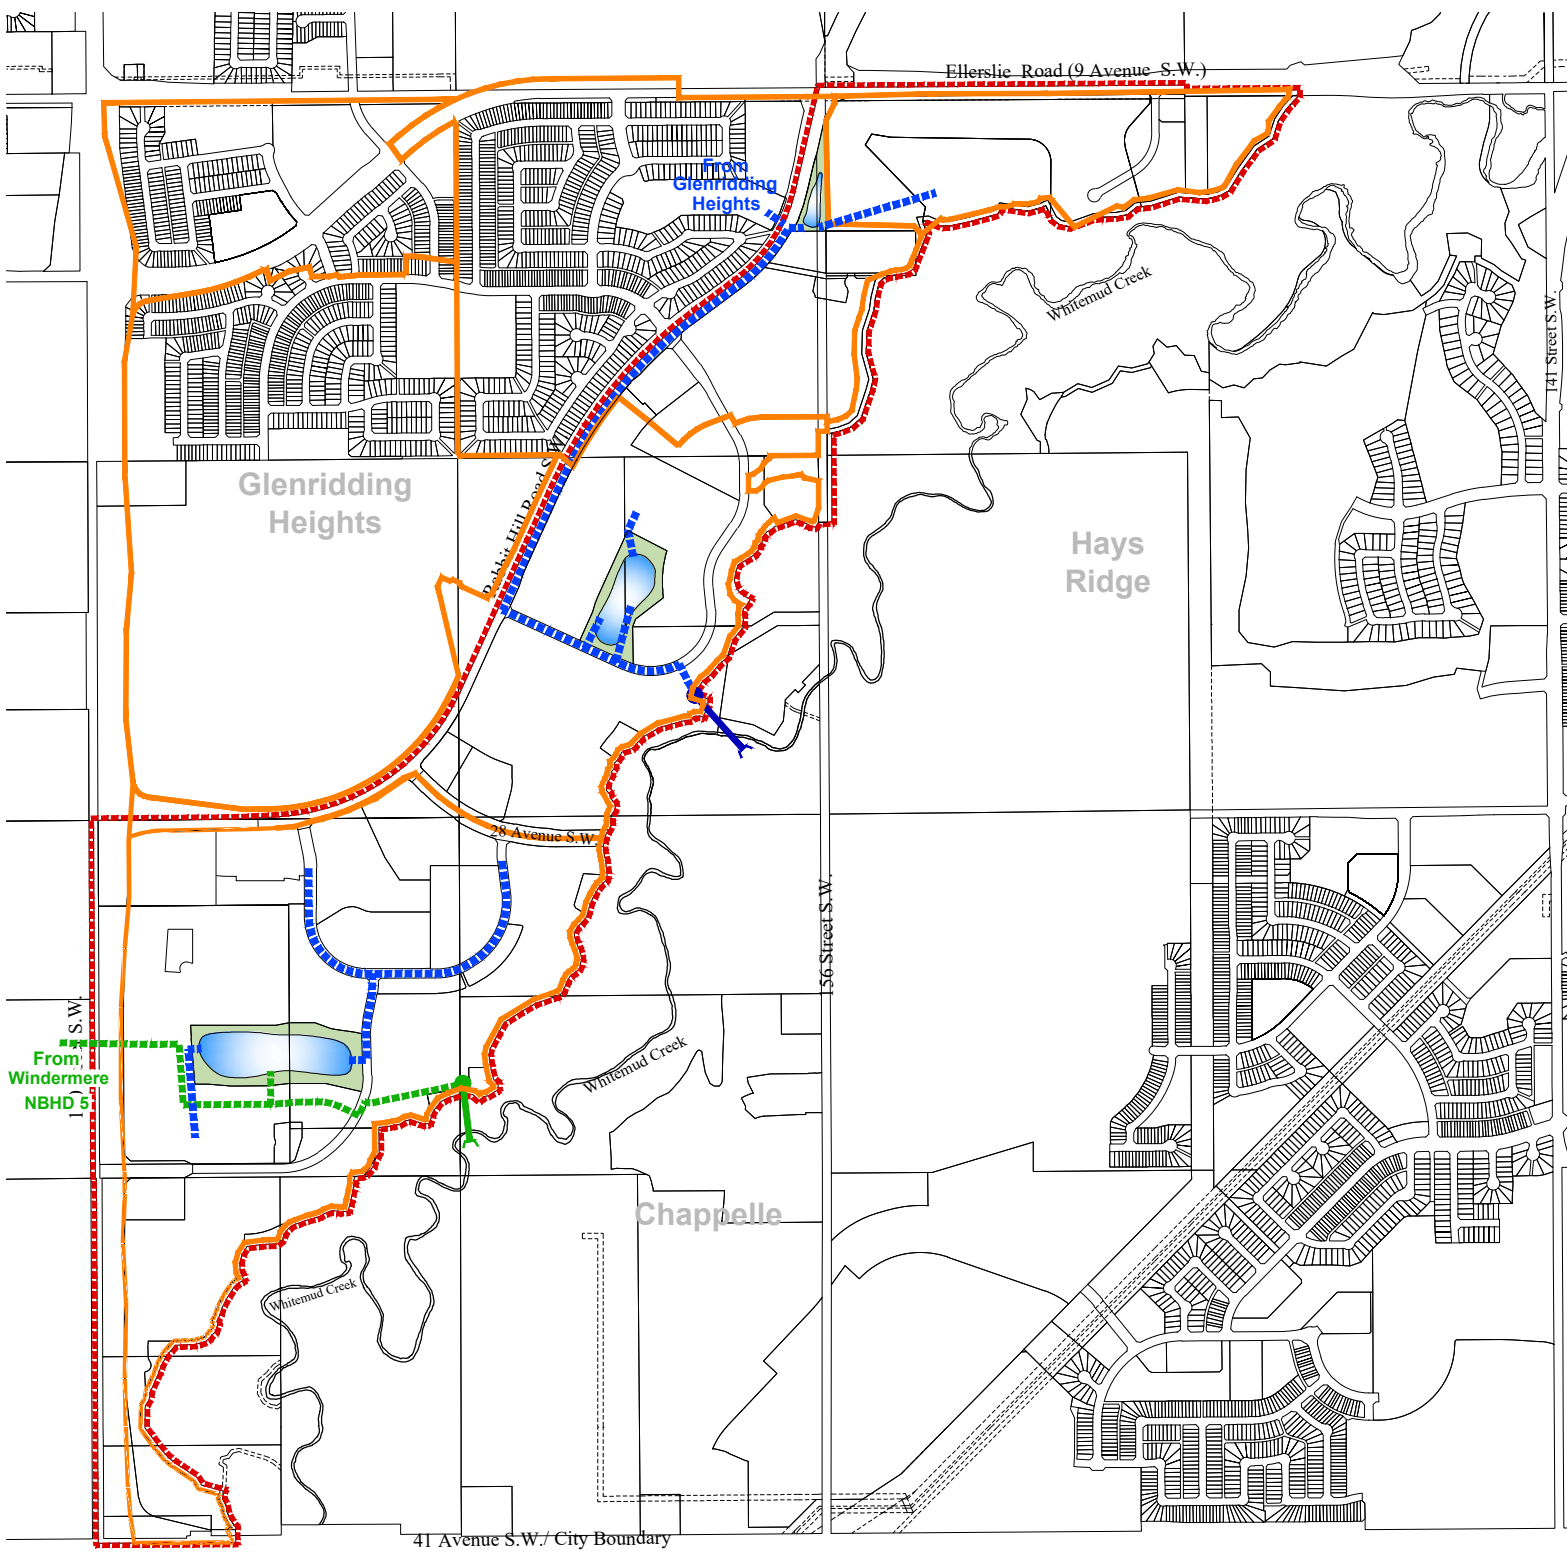 Ellerslie Road (9 Avenue S.W.)
From
Glenridding
Heights
Whitemud Creek
141 Street S.W.
Glenridding
Heights
Rabbit Hill Road S.W.
Hays
Ridge
28 Avenue S.W.
156 Street S.W.
S.W.
From
Windermere
NBHD 5
Whitemud Creek
Chappelle
Whitemud Creek
41 Avenue S.W./ City Boundary